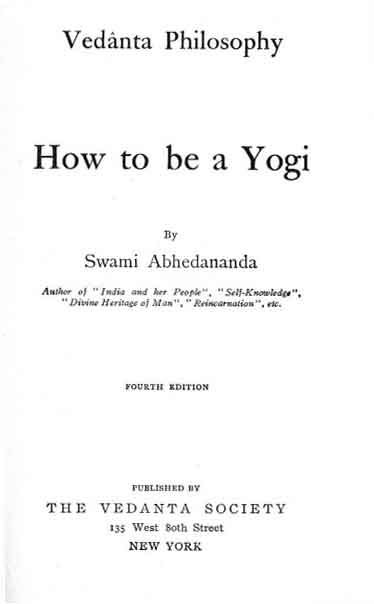 Vedânta Philosophy
How to be a Yogi
By
Swami Abhedananda
Author of "India and her People", "Self-Knowledge",
"Divine Heritage of Man", "Reincarnation", etc.
FOURTH EDITION
PUBLISHED BY
THE VEDANTA SOCIETY
135 West 80th Street
NEW YORK